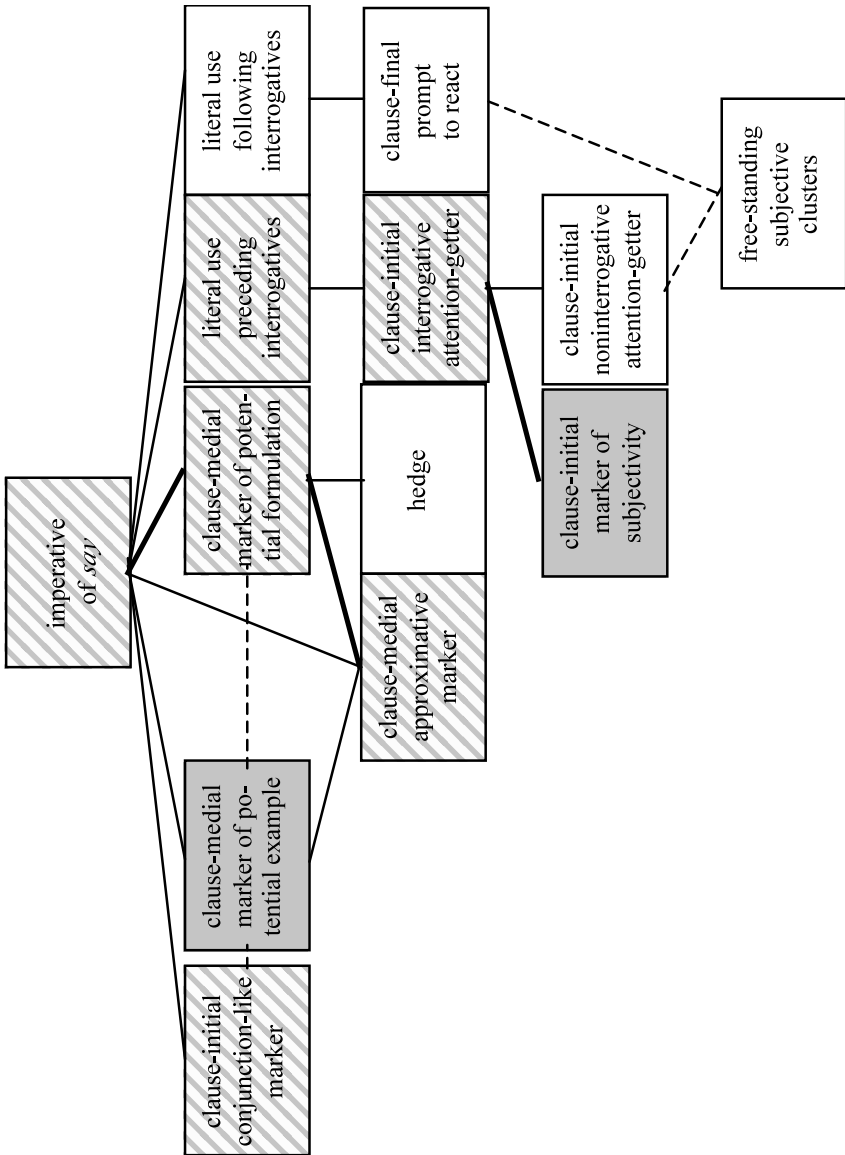 imperative
of say
clause-initial
conjunction-like
marker
clause-medial
marker of po-
tential example
clause-medial
marker of poten-
tial formulation
literal use
preceding
interrogatives
literal use
following
interrogatives
clause-medial
approximative
marker
hedge
clause-initial
interrogative
attention-getter
clause-final
prompt
to react
clause-initial
marker of
subjectivity
clause-initial
noninterrogative
attention-getter
free-standing
subjective
clusters